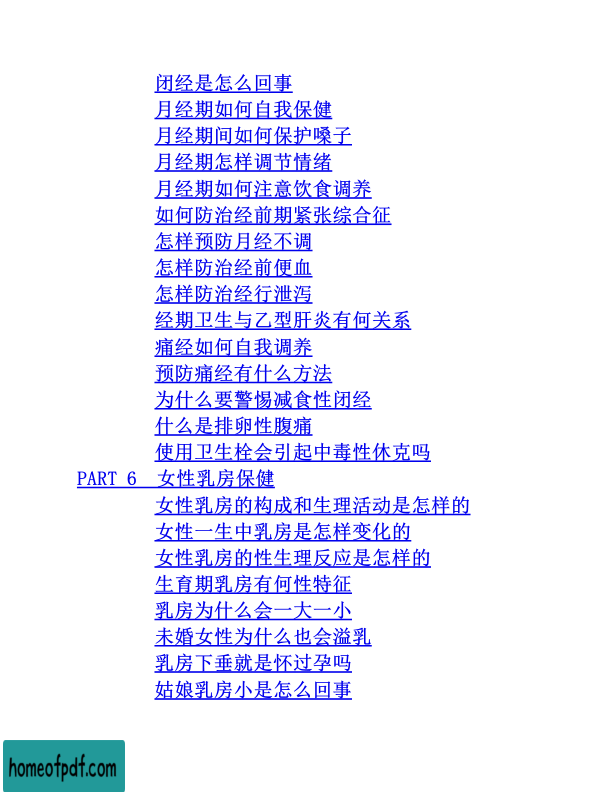 闭经是怎么回事
月经期如何自我保健
月经期间如何保护嗓子
月经期怎样调节情绪
月经期如何注意饮食调养
如何防治经前期紧张综合征
怎样预防月经不调
怎样防治经前便血
怎样防治经行泄泻
经期卫生与乙型肝炎有何关系
痛经如何自我调养
预防痛经有什么方法
为什么要警惕减食性闭经
什么是排卵性腹痛
使用卫生栓会引起中毒性休克吗
PART 6  女性乳房保健
女性乳房的构成和生理活动是怎样的
女性一生中乳房是怎样变化的
女性乳房的性生理反应是怎样的
生育期乳房有何性特征
乳房为什么会一大一小
未婚女性为什么也会溢乳
乳房下垂就是怀过孕吗
姑娘乳房小是怎么回事
homeofpdf.com